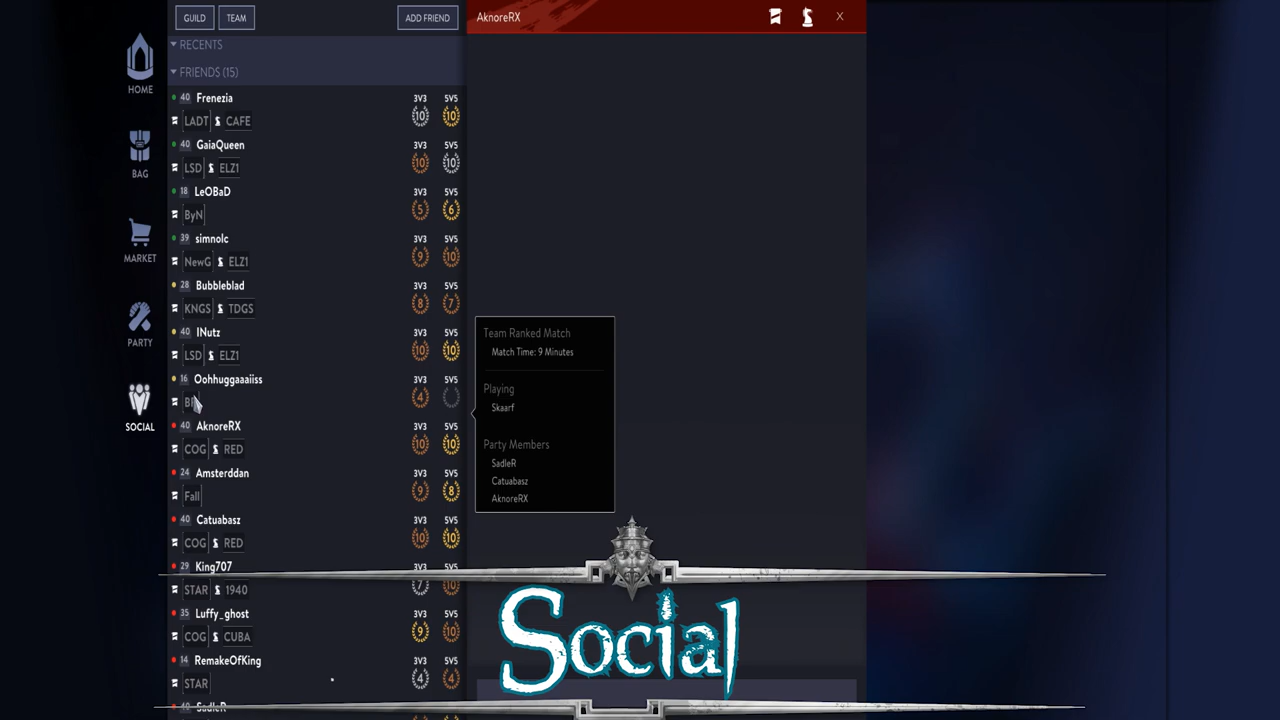 GUILD TEAM ADD FRIEND AknoreRX X
RECENTS
FRIENDS (15)
HOME
BAG
MARKET
PARTY
SOCIAL
40 Frenezia 3V3 5V5
LADT CAFE 10 10
40 GaiaQueen 3V3 5V5
LSD ELZ1 10 10
18 LeOBaD 3V3 5V5
ByN 5 6
39 simnolc 3V3 5V5
NewG ELZ1 9 10
28 Bubbleblad 3V3 5V5
KNGS TDGS 8 7
40 INutz 3V3 5V5
LSD ELZ1 10 10
16 Oohhuggaaaiiss 3V3 5V5
4
40 AknoreRX 3V3 5V5
COG RED 10 10
24 Amsterddan 3V3 5V5
Fall 9 8
40 Catuabasz 3V3 5V5
COG RED 10 10
29 King707 3V3 5V5
STAR 1940 7 10
35 Luffy_ghost 3V3 5V5
COG CUBA 9 10
14 RemakeOfKing 3V3 5V5
STAR 4 4
40 SadleR
Team Ranked Match
Match Time: 9 Minutes
Playing
Skaarf
Party Members
SadleR
Catuabasz
AknoreRX
Social